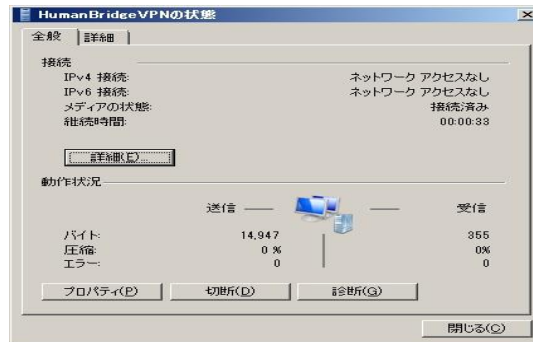 HumanBridgeVPNの状態
全般 詳細
接続
IPv4 接続: ネットワーク アクセスなし
IPv6 接続: ネットワーク アクセスなし
メディアの状態: 接続済み
継続時間: 00:00:33
詳細(E)...
動作状況
送信 受信
バイト: 14,947 355
圧縮: 0 % 0%
エラー: 0 0
プロパティ(P) 切断(D) 診断(G)
閉じる(C)